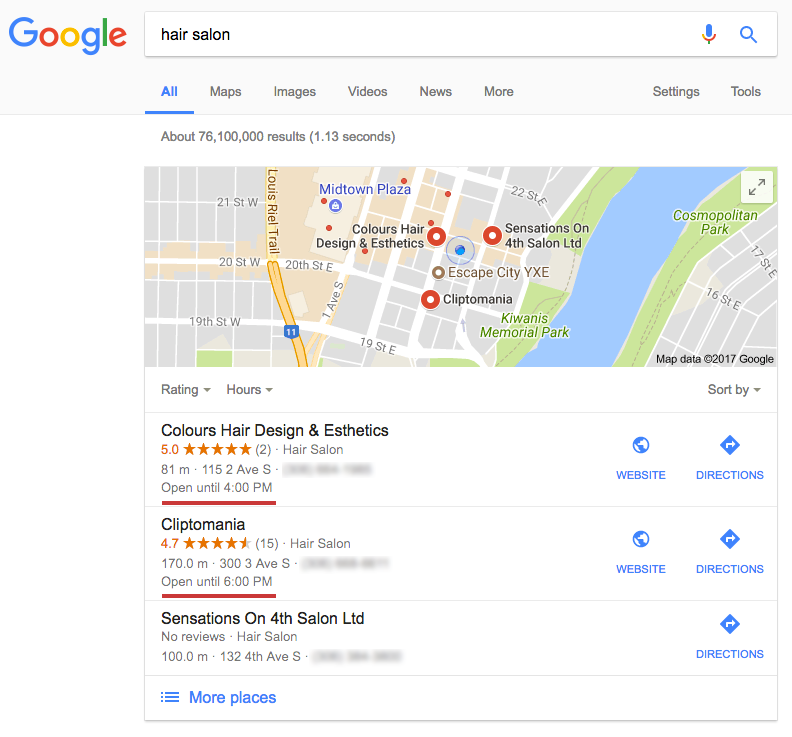 Google
hair salon
All Maps Images Videos News More Settings Tools
About 76,100,000 results (1.13 seconds)
Louis Riel Trail
Midtown Plaza
21 St W
22 St E
Colours Hair
Design & Esthetics
Sensations On
4th Salon Ltd
Cosmopolitan
Park
17 St E
20 St W
20th St E
Escape City YXE
1 Ave S
Cliptomania
16 St E
19th St W
11
Kiwanis
Memorial Park
19 St E
Map data ©2017 Google
Rating Hours Sort by
Colours Hair Design & Esthetics
5.0 (2) · Hair Salon
81 m · 115 2 Ave S ·
Open until 4:00 PM
WEBSITE DIRECTIONS
Cliptomania
4.7 (15) · Hair Salon
170.0 m · 300 3 Ave S ·
Open until 6:00 PM
WEBSITE DIRECTIONS
Sensations On 4th Salon Ltd
No reviews · Hair Salon
100.0 m · 132 4th Ave S ·
DIRECTIONS
More places